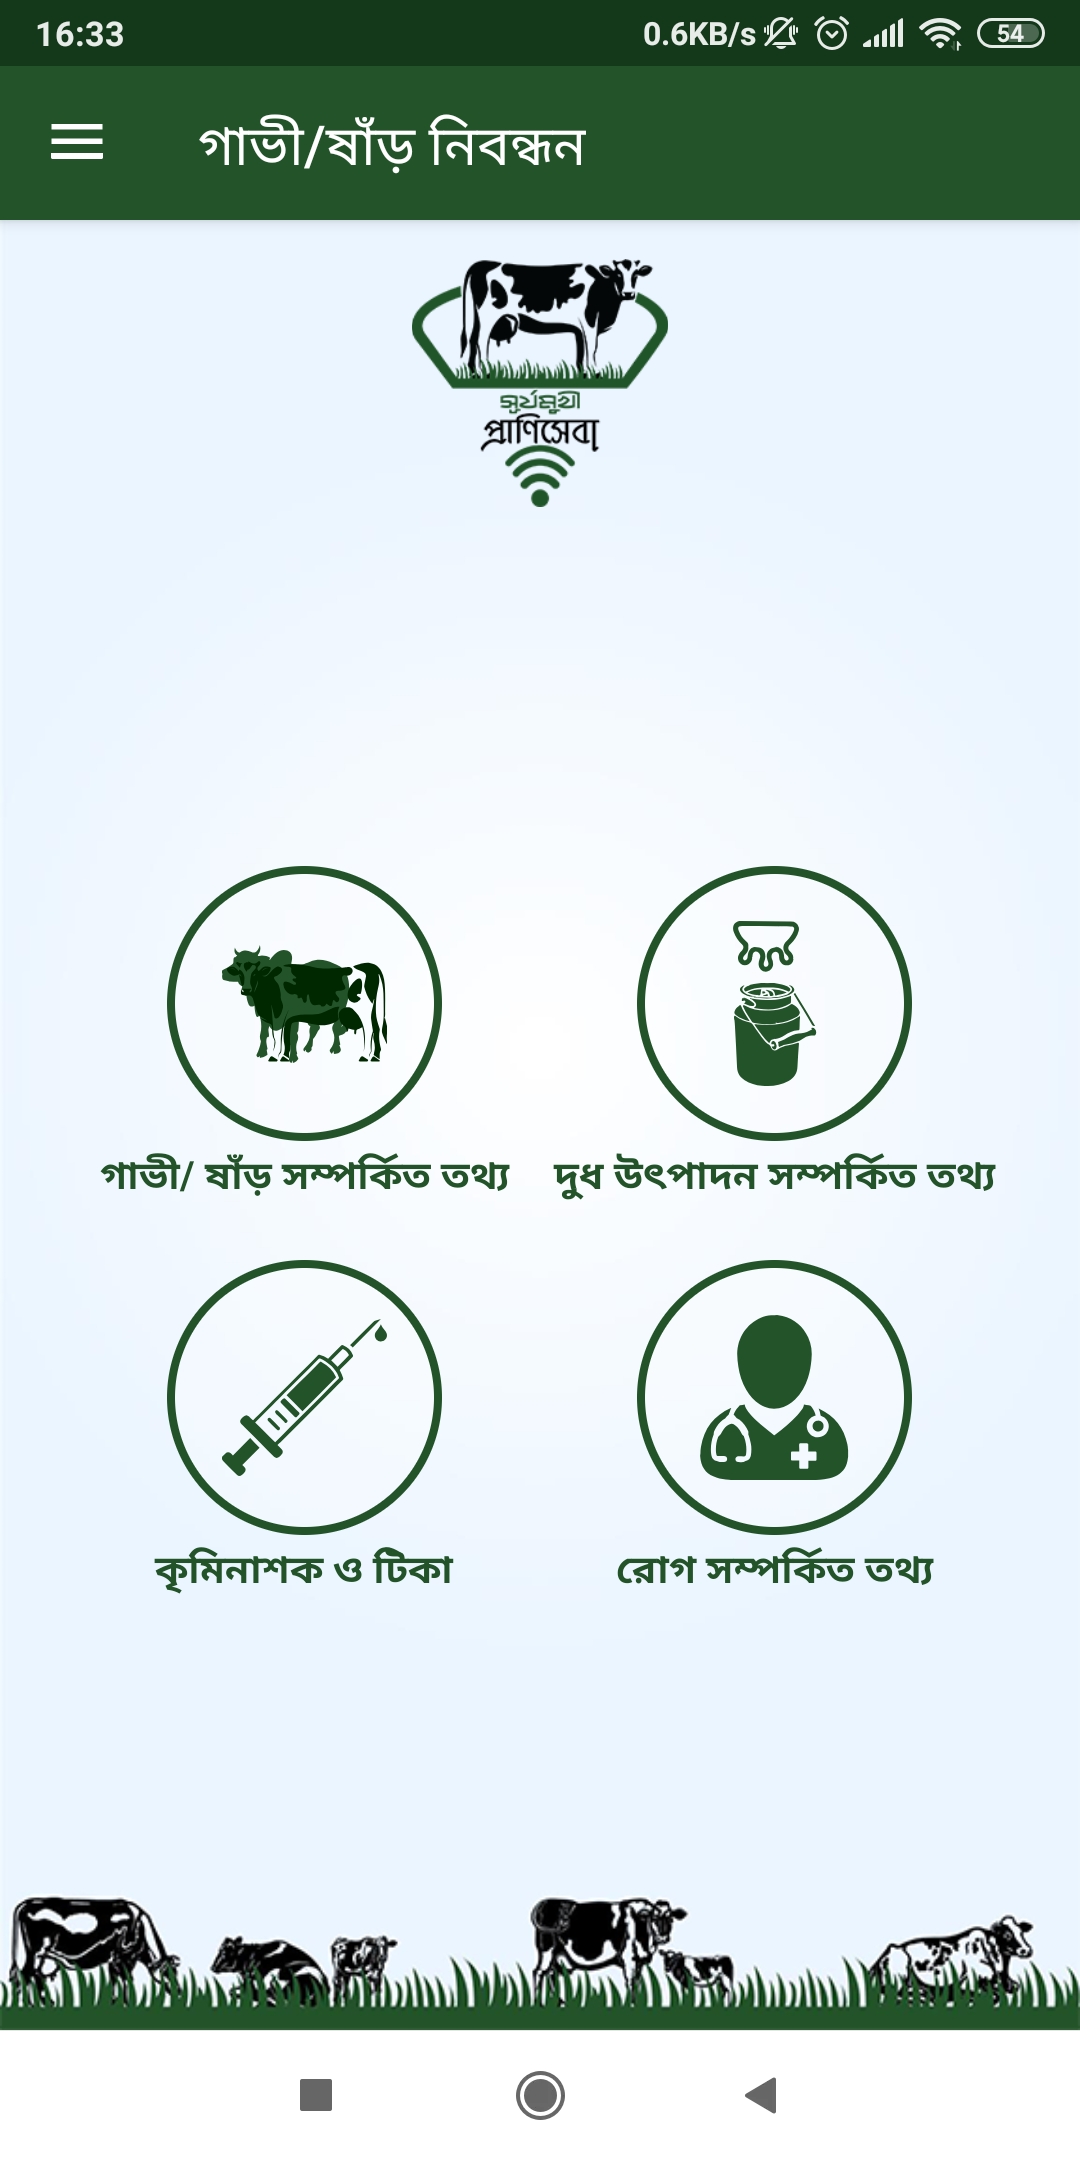 16:33 0.6KB/s 54
গাভী/ষাঁড় নিবন্ধন
সূর্যমুখী
প্রাণিসেবা
গাভী/ ষাঁড় সম্পর্কিত তথ্য দুধ উৎপাদন সম্পর্কিত তথ্য
কৃমিনাশক ও টিকা রোগ সম্পর্কিত তথ্য